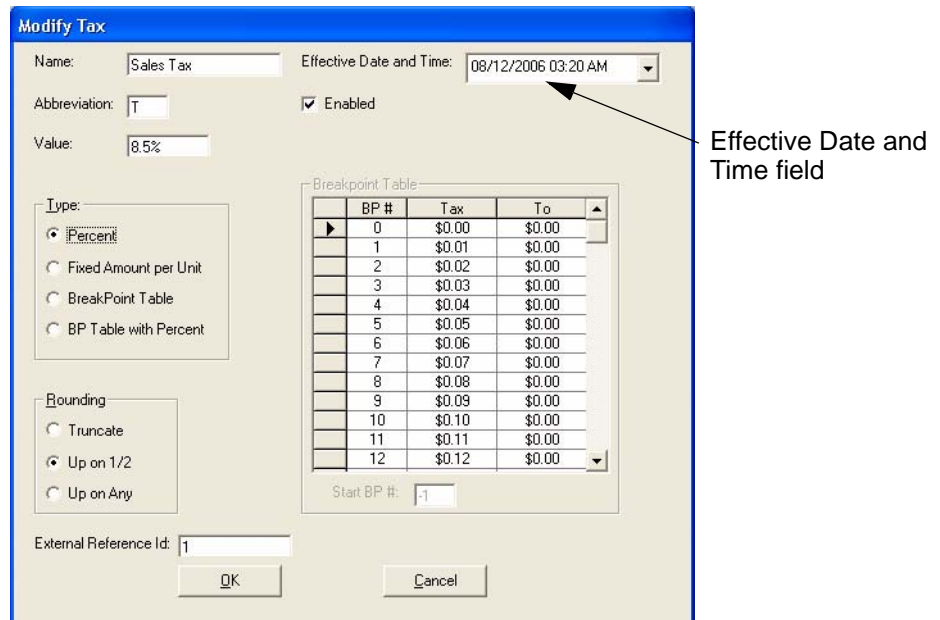 Modify Tax
Name: Sales Tax
Effective Date and Time: 08/12/2006 03:20 AM
Abbreviation: T
Enabled
Value: 8.5%
Effective Date and
Time field
Type:
Percent
Fixed Amount per Unit
BreakPoint Table
BP Table with Percent
Rounding
Truncate
Up on 1/2
Up on Any
Breakpoint Table
BP # Tax To
0 $0.00 $0.00
1 $0.01 $0.00
2 $0.02 $0.00
3 $0.03 $0.00
4 $0.04 $0.00
5 $0.05 $0.00
6 $0.06 $0.00
7 $0.07 $0.00
8 $0.08 $0.00
9 $0.09 $0.00
10 $0.10 $0.00
11 $0.11 $0.00
12 $0.12 $0.00
Start BP #: -1
External Reference Id: 1
OK
Cancel